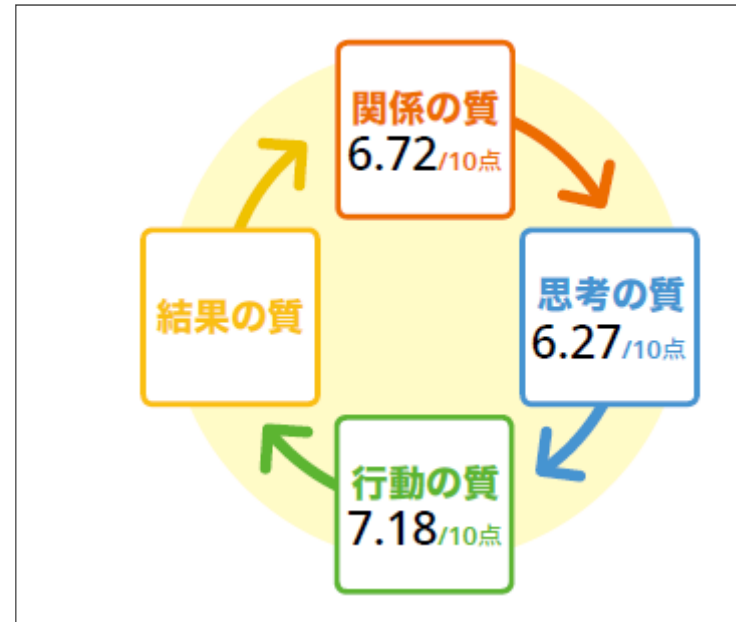 関係の質
6.72/10点
思考の質
6.27/10点
結果の質
行動の質
7.18/10点